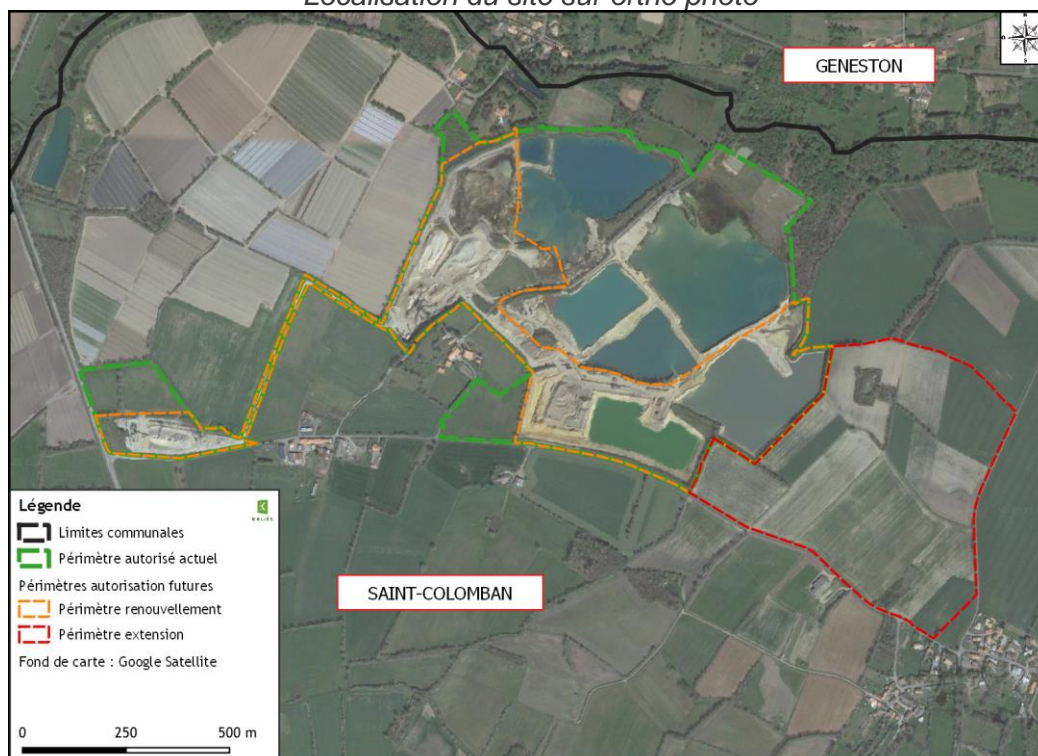 Localisation du site sur ortho photo
GENESTON
SAINT-COLOMBAN
Légende
KALIÈS
Limites communales
Périmètre autorisé actuel
Périmètres autorisation futures
Périmètre renouvellement
Périmètre extension
Fond de carte : Google Satellite
0 250 500 m